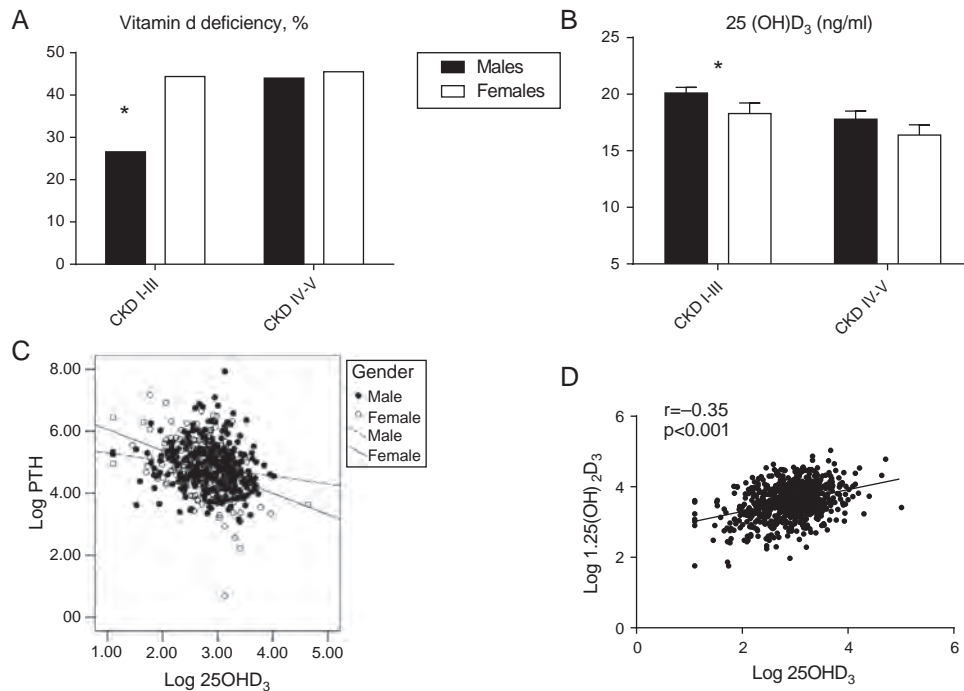 A
Vitamin d deficiency, %
50
40
30
20
10
0
*
CKD I-III
CKD IV-V
Males
Females
B
25 (OH)D3 (ng/ml)
25
20
15
10
5
*
CKD I-III
CKD IV-V
C
8.00
6.00
4.00
2.00
00
Log PTH
1.00 2.00 3.00 4.00 5.00
Log 25OHD3
Gender
Male
Female
Male
Female
D
r=–0.35
p<0.001
6
4
2
0
Log 1.25(OH) 2D3
0 2 4 6
Log 25OHD3